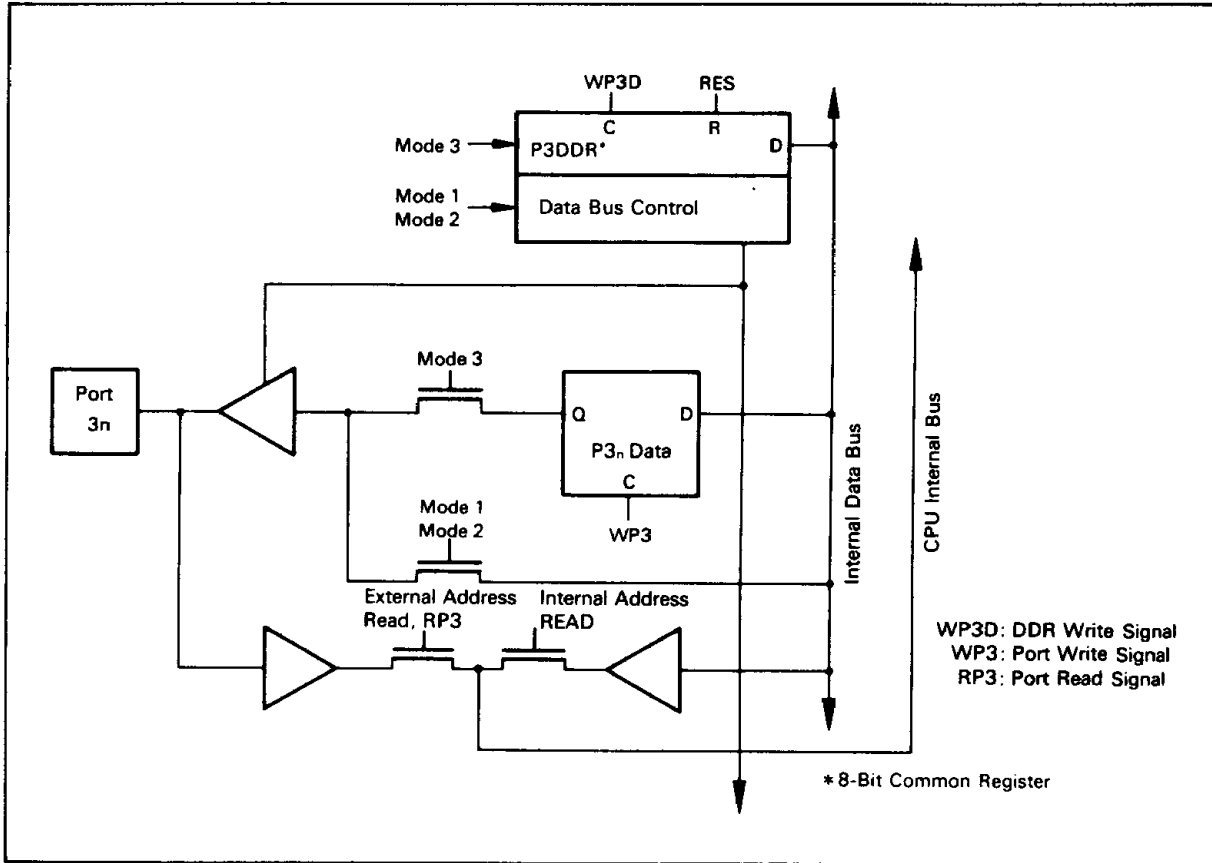 WP3D RES
C R
Mode 3 P3DDR* D
Mode 1
Mode 2
Data Bus Control
Mode 3
Port
3n
Q D
P3ₙ Data
C
WP3
Mode 1
Mode 2
Internal Data Bus
CPU Internal Bus
External Address
Read, RP3
Internal Address
READ
WP3D: DDR Write Signal
WP3: Port Write Signal
RP3: Port Read Signal
*8-Bit Common Register